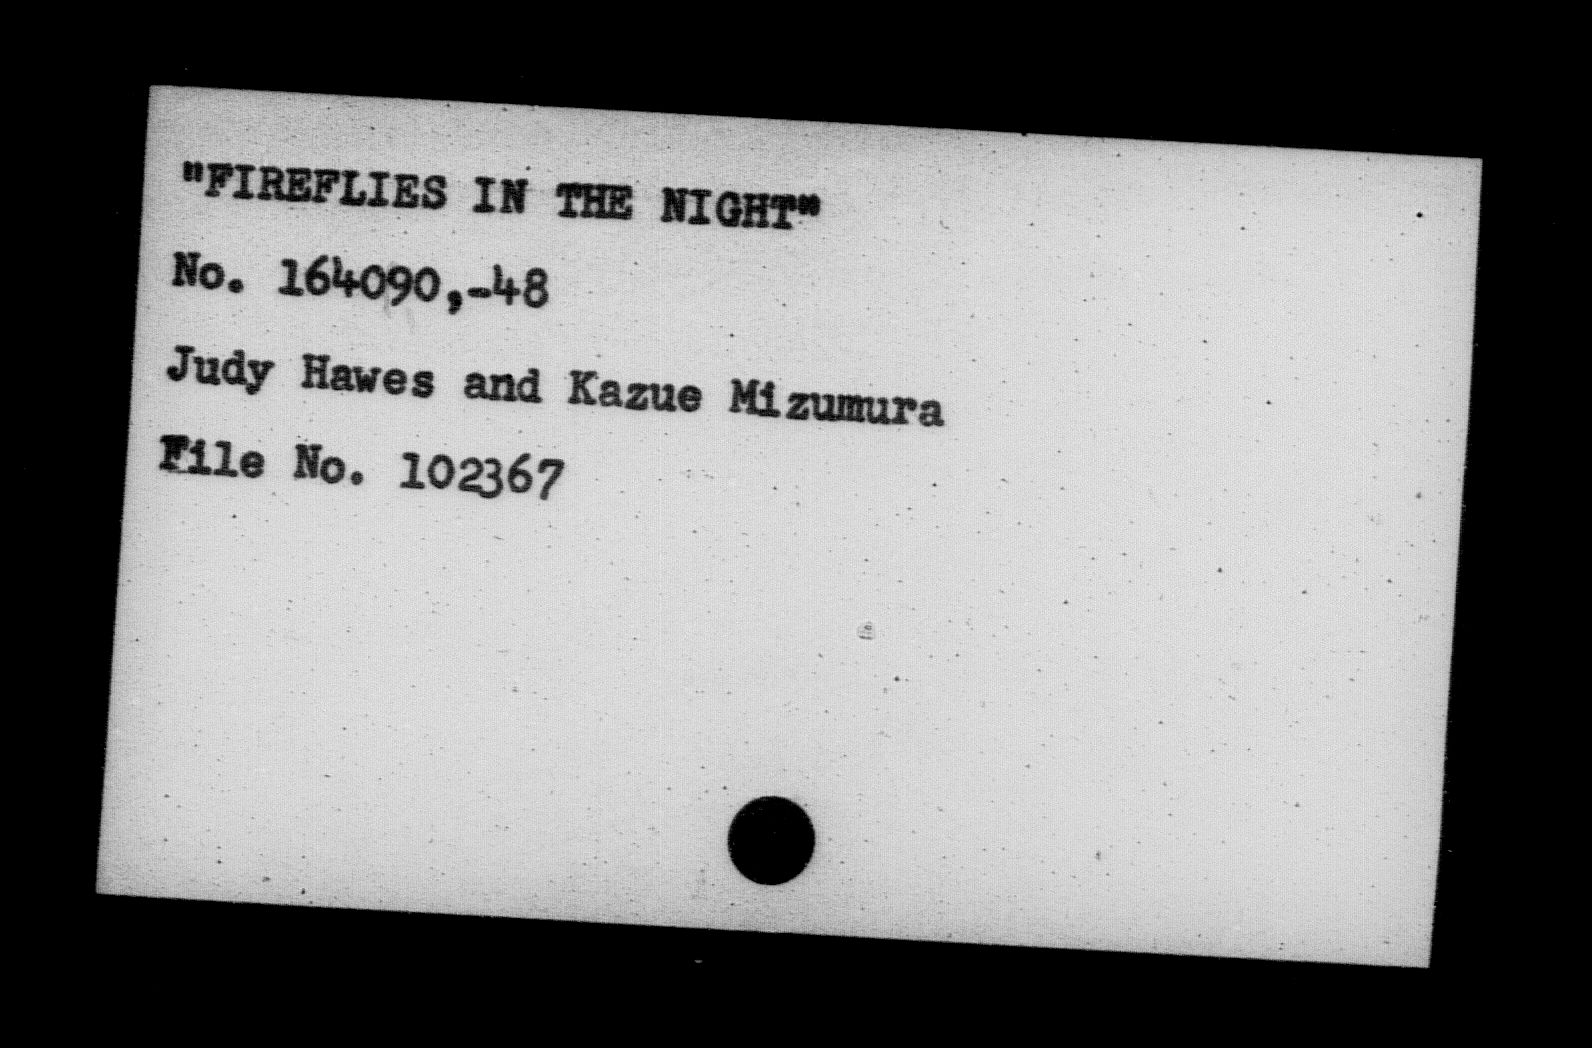 "FIREFLIES IN THE NIGHT"
No. 164090,-48
Judy Hawes and Kazue Mizumura
File No. 102367